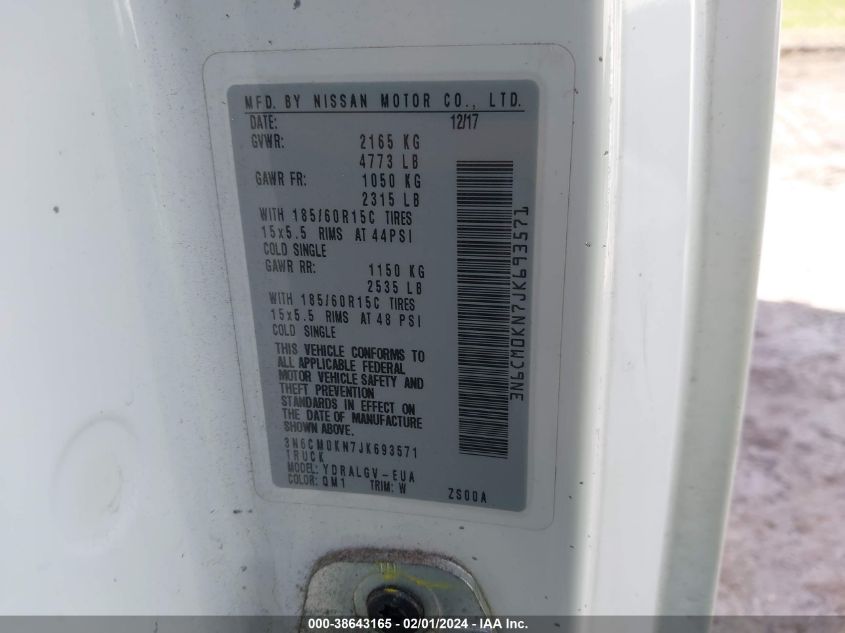 MFD. BY NISSAN MOTOR CO., LTD.
DATE: 12/17
GVWR: 2165 KG
4773 LB
GAWR FR: 1050 KG
2315 LB
WITH 185/60R15C TIRES
15x5.5 RIMS AT 44PSI
COLD SINGLE
GAWR RR: 1150 KG
2535 LB
WITH 185/60R15C TIRES
15x5.5 RIMS AT 48 PSI
COLD SINGLE
THIS VEHICLE CONFORMS TO
ALL APPLICABLE FEDERAL
MOTOR VEHICLE SAFETY AND
THEFT PREVENTION
STANDARDS IN EFFECT ON
THE DATE OF MANUFACTURE
SHOWN ABOVE.
3N6CM0KN7JK693571
TRUCK
MODEL: YDRALGV-EUA
COLOR: QM1 TRIM: W ZS00A
3N6CM0KN7JK693571
000-38643165 - 02/01/2024 - IAA Inc.